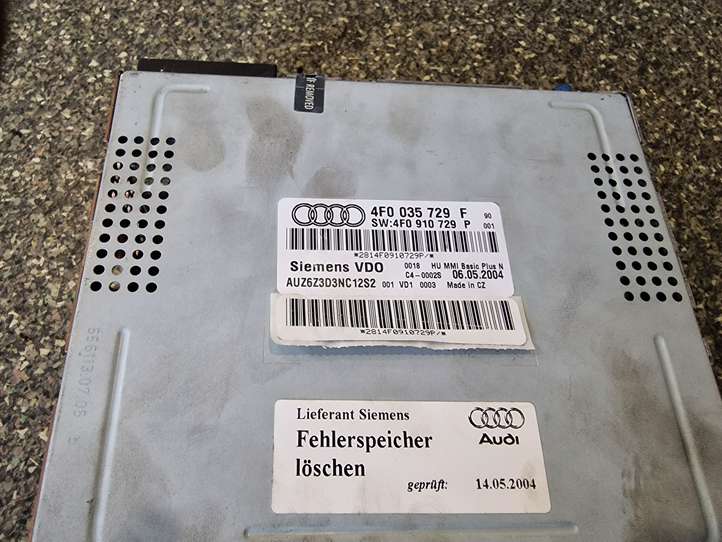 IF REMOVED
4F0 035 729 F 90
SW:4F0 910 729 P 001
*2814F0910729P/*
Siemens VDO 0018 HU MMI Basic Plus N
C4-0002S 06.05.2004
AUZ6Z3D3NC12S2 001 VD1 0003 Made in CZ
*2814F0910729P/*
Lieferant Siemens
Fehlerspeicher
löschen
Audi
geprüft: 14.05.2004